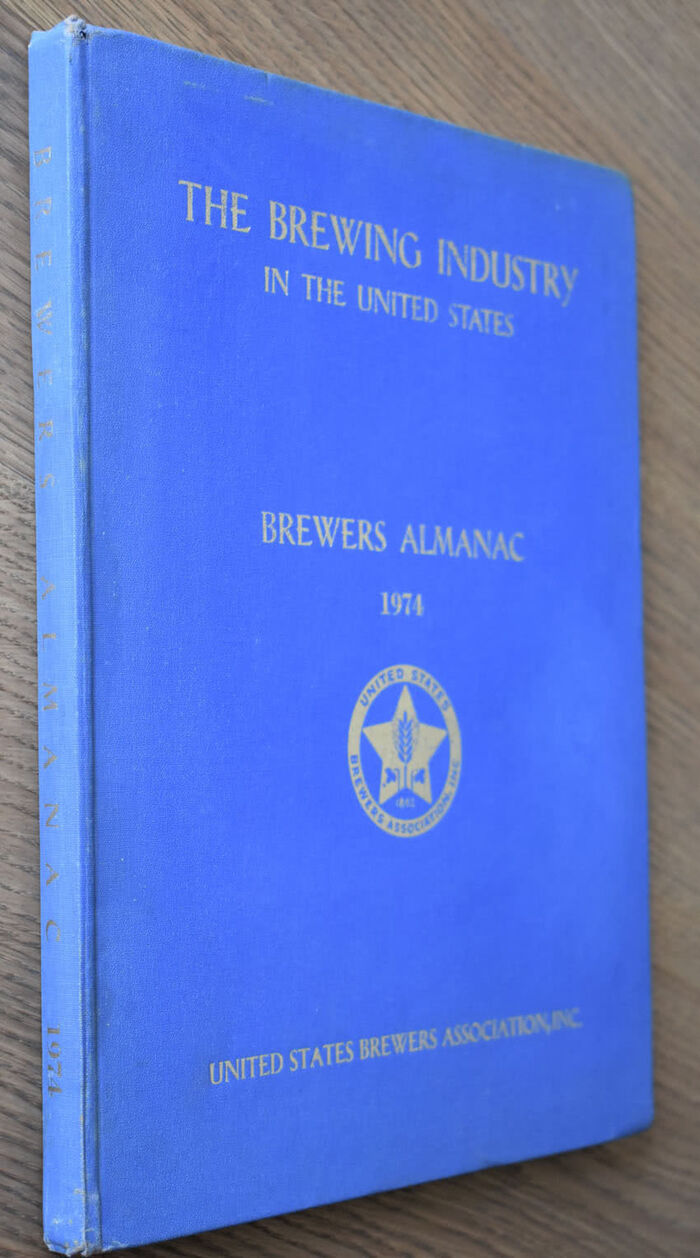 BREWERS ALMANAC 1974
THE BREWING INDUSTRY
IN THE UNITED STATES
BREWERS ALMANAC
1974
UNITED STATES
BREWERS ASSOCIATION, INC.
1862
UNITED STATES BREWERS ASSOCIATION, INC.